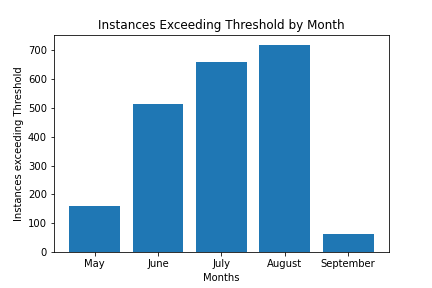 Instances Exceeding Threshold by Month
Instances exceeding Threshold
700
600
500
400
300
200
100
0
May June July August September
Months